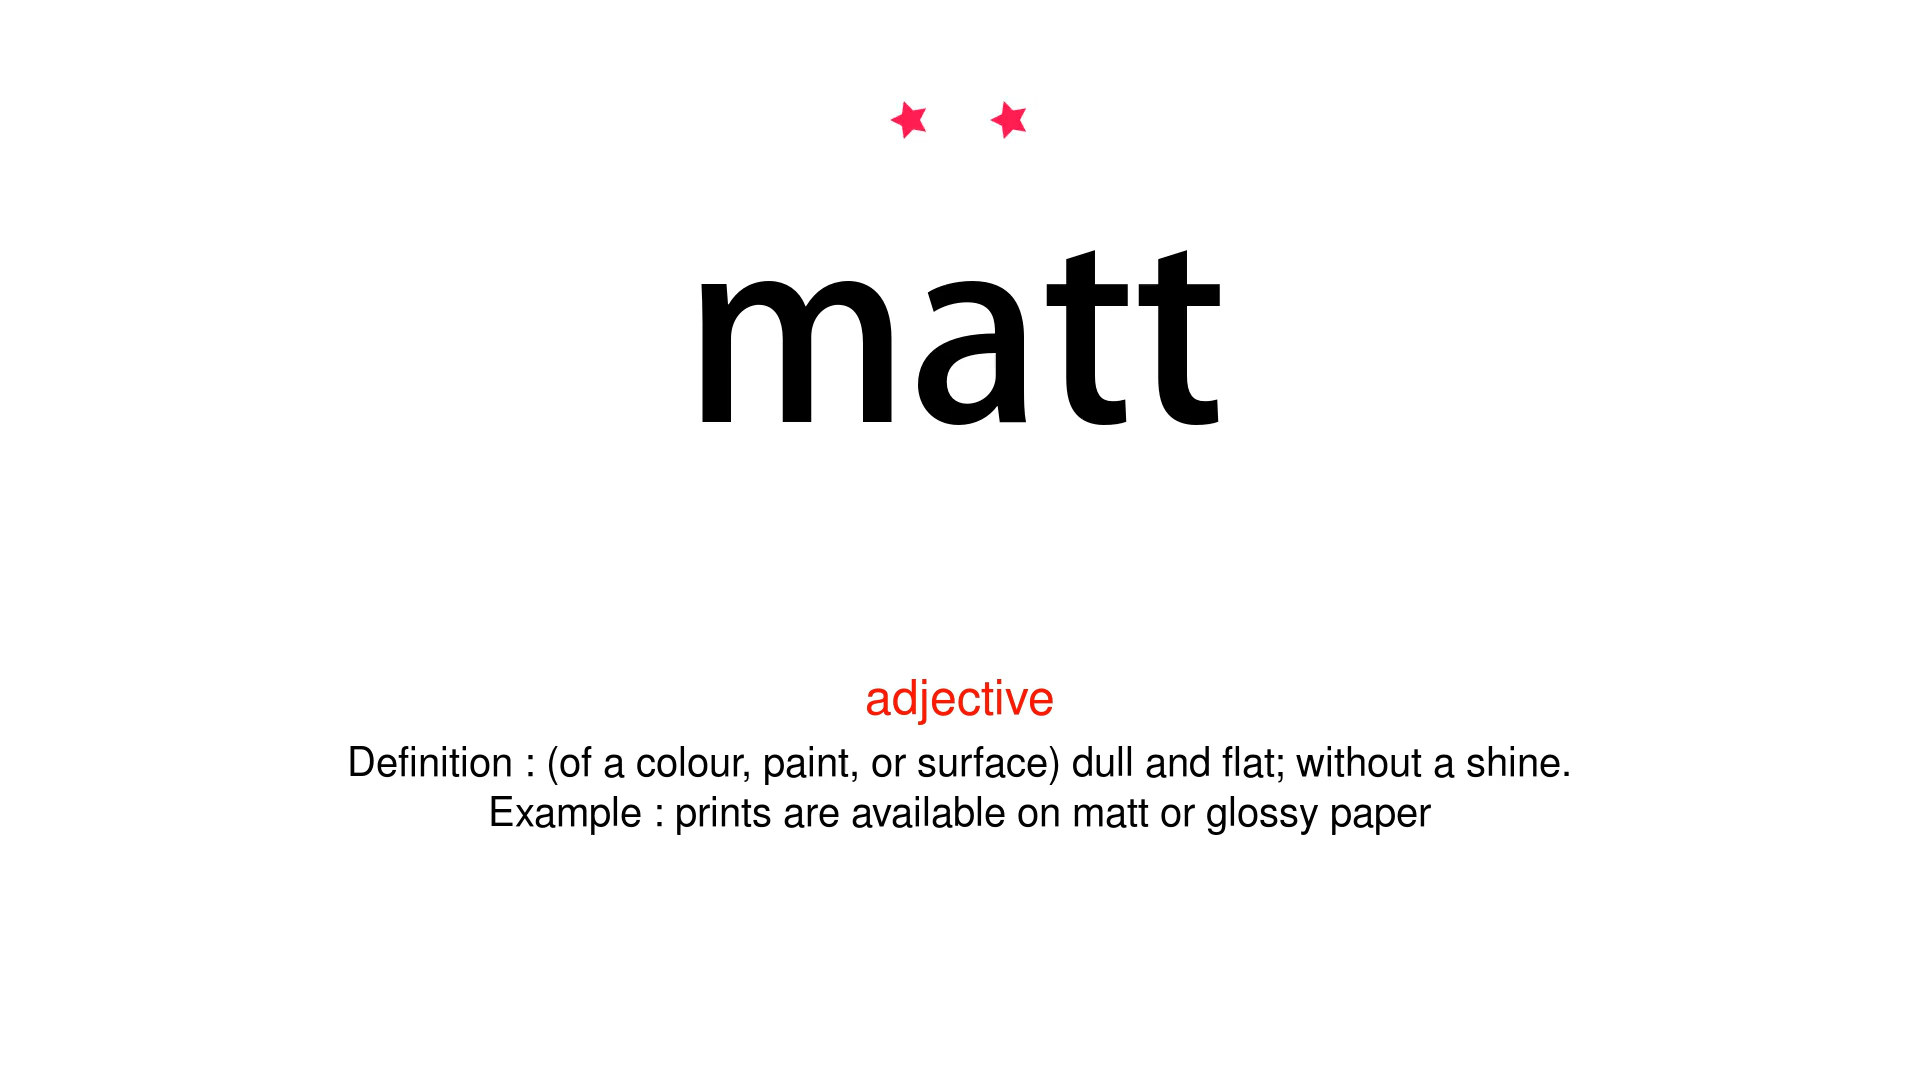 matt
adjective
Definition : (of a colour, paint, or surface) dull and flat; without a shine.
Example : prints are available on matt or glossy paper